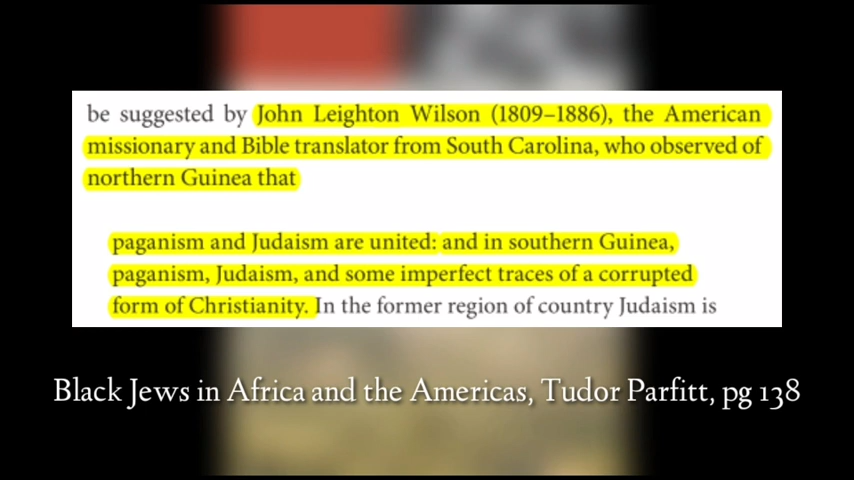 be suggested by John Leighton Wilson (1809–1886), the American
missionary and Bible translator from South Carolina, who observed of
northern Guinea that
paganism and Judaism are united: and in southern Guinea,
paganism, Judaism, and some imperfect traces of a corrupted
form of Christianity. In the former region of country Judaism is
Black Jews in Africa and the Americas, Tudor Parfitt, pg 138